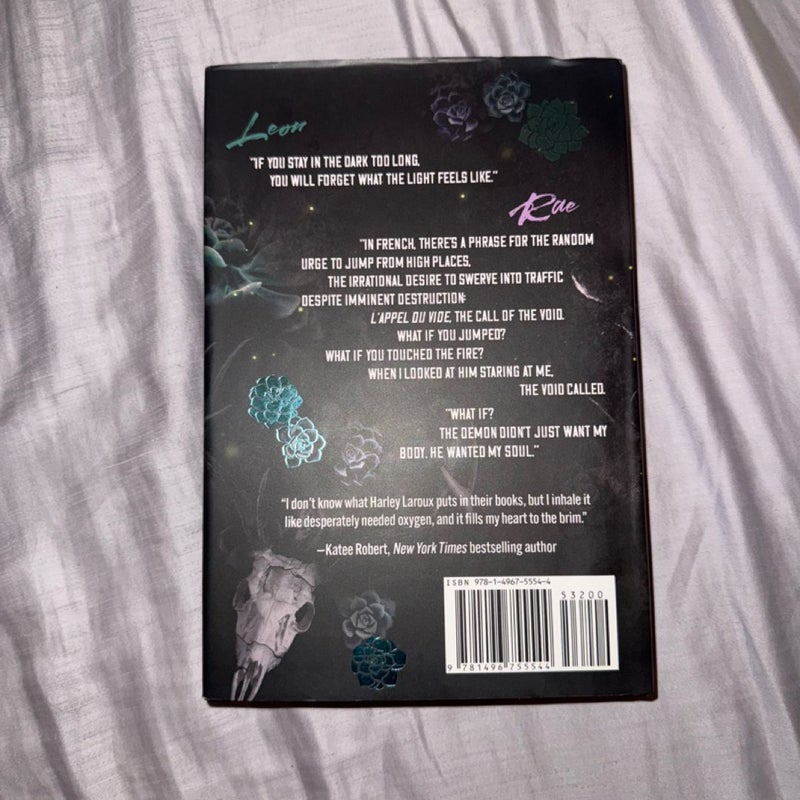 Leon
"IF YOU STAY IN THE DARK TOO LONG,
YOU WILL FORGET WHAT THE LIGHT FEELS LIKE."
Rae
"IN FRENCH, THERE'S A PHRASE FOR THE RANDOM
URGE TO JUMP FROM HIGH PLACES,
THE IRRATIONAL DESIRE TO SWERVE INTO TRAFFIC
DESPITE IMMINENT DESTRUCTION:
L'APPEL DU VIDE, THE CALL OF THE VOID.
WHAT IF YOU JUMPED?
WHAT IF YOU TOUCHED THE FIRE?
WHEN I LOOKED AT HIM STARING AT ME,
THE VOID CALLED.
"WHAT IF?
THE DEMON DIDN'T JUST WANT MY
BODY. HE WANTED MY SOUL."
"I don't know what Harley Laroux puts in their books, but I inhale it
like desperately needed oxygen, and it fills my heart to the brim."
—Katee Robert, New York Times bestselling author
ISBN 978-1-4967-5554-4
53200
9 781496 755544